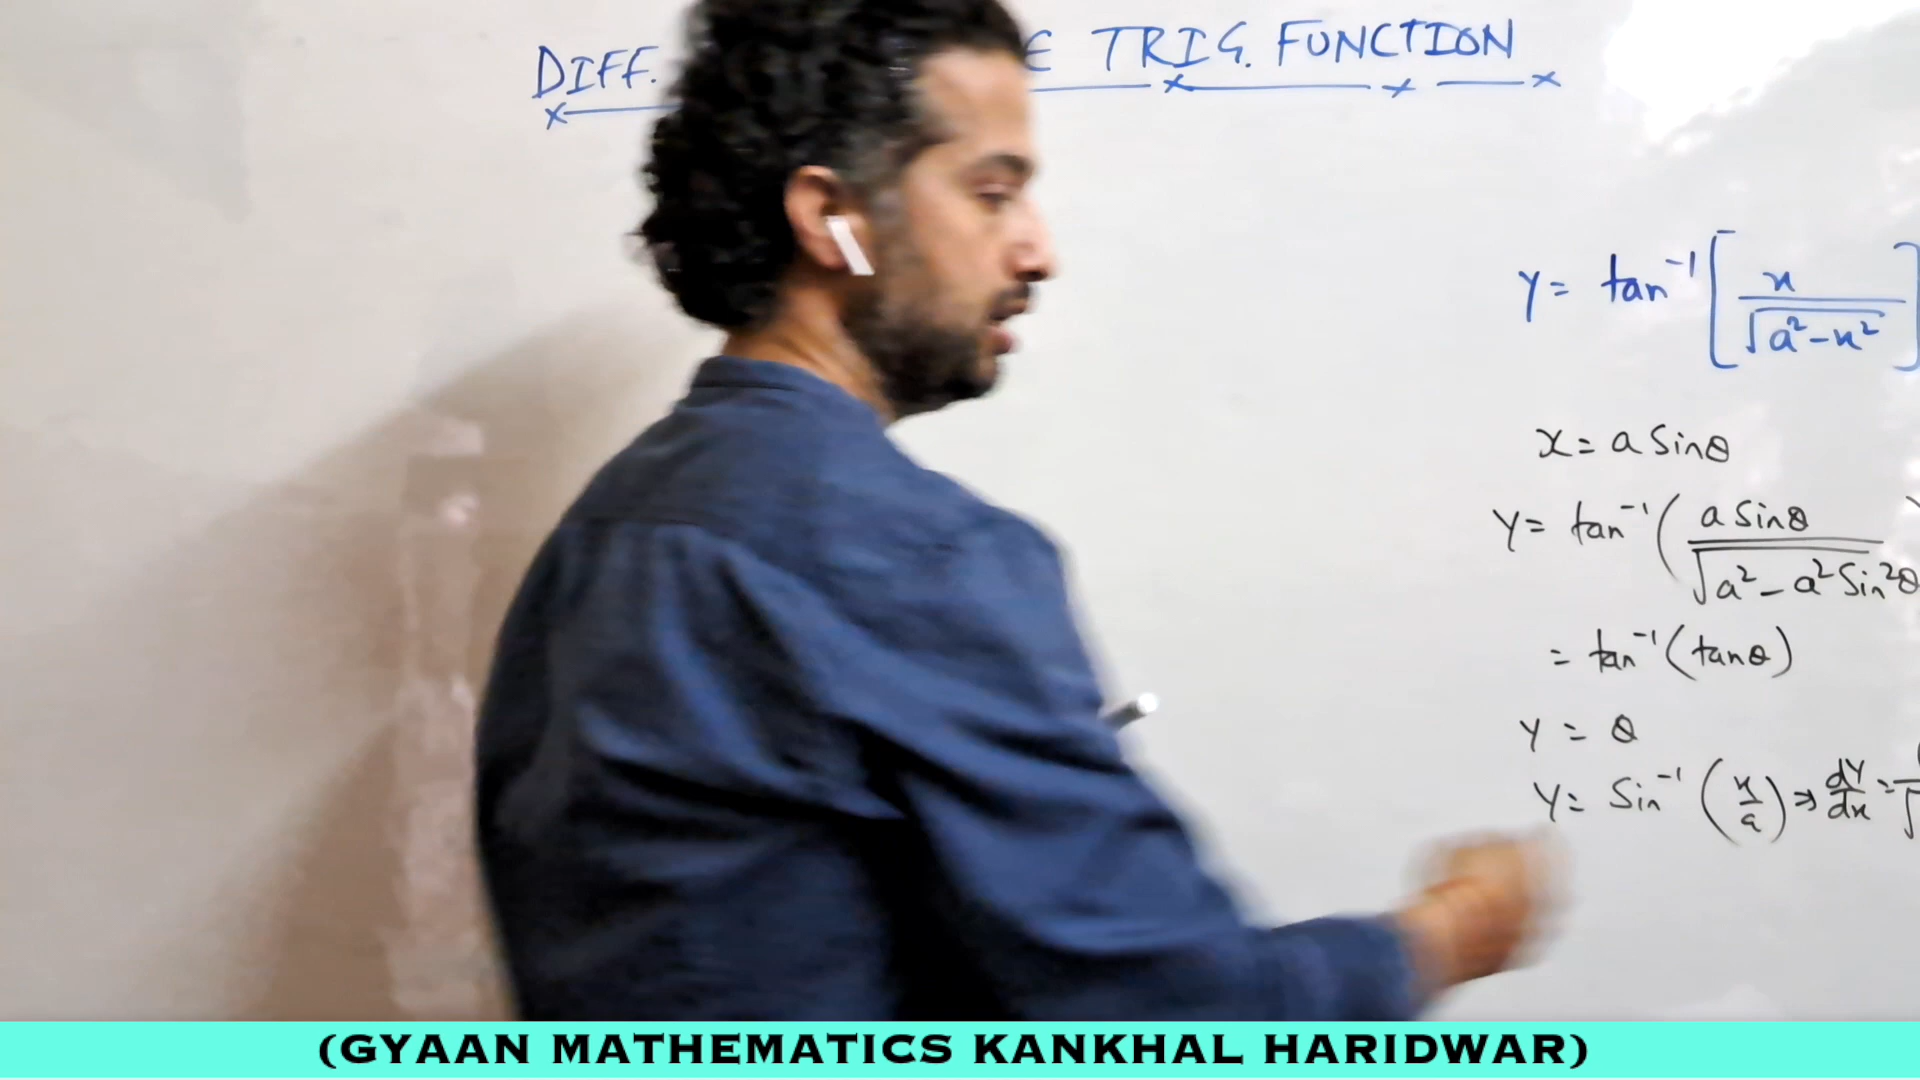 DIFF. E TRIG. FUNCTION
y = tan⁻¹ [x / √(a² - x²)]
x = a Sinθ
y = tan⁻¹ (a Sinθ / √(a² - a² Sin²θ
= tan⁻¹ (tanθ)
y = θ
y = Sin⁻¹ (x/a) ⇒ dy/dx =
(GYAAN MATHEMATICS KANKHAL HARIDWAR)